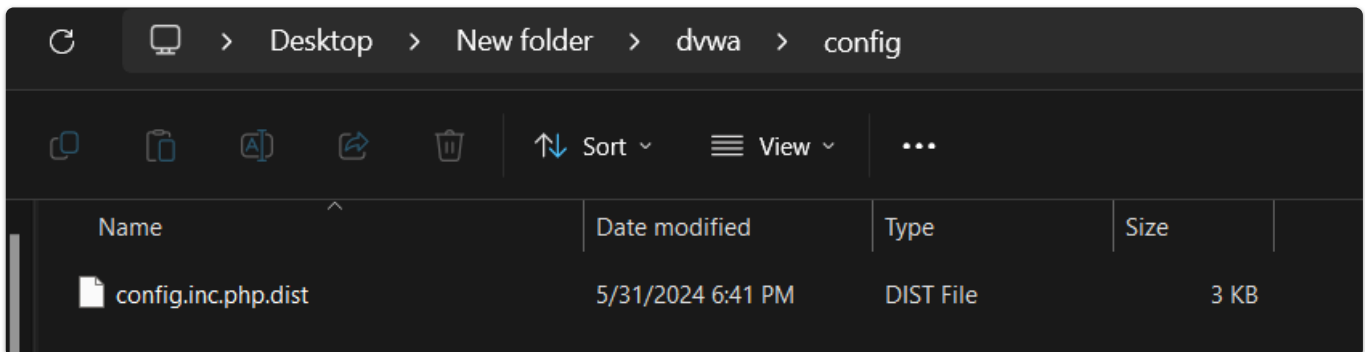 Desktop > New folder > dvwa > config
Sort View •••
Name Date modified Type Size
config.inc.php.dist 5/31/2024 6:41 PM DIST File 3 KB